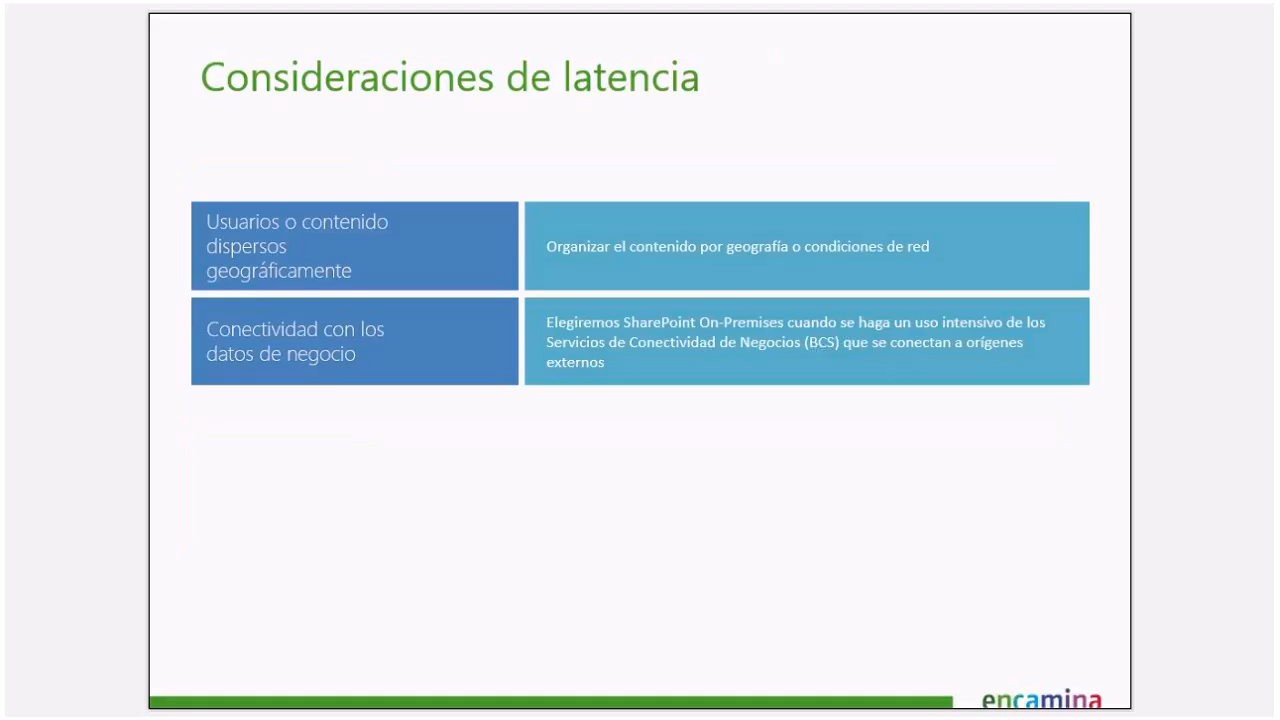 Consideraciones de latencia
Usuarios o contenido
dispersos
geográficamente
Organizar el contenido por geografía o condiciones de red
Conectividad con los
datos de negocio
Elegiremos SharePoint On-Premises cuando se haga un uso intensivo de los
Servicios de Conectividad de Negocios (BCS) que se conectan a orígenes
externos
encamina